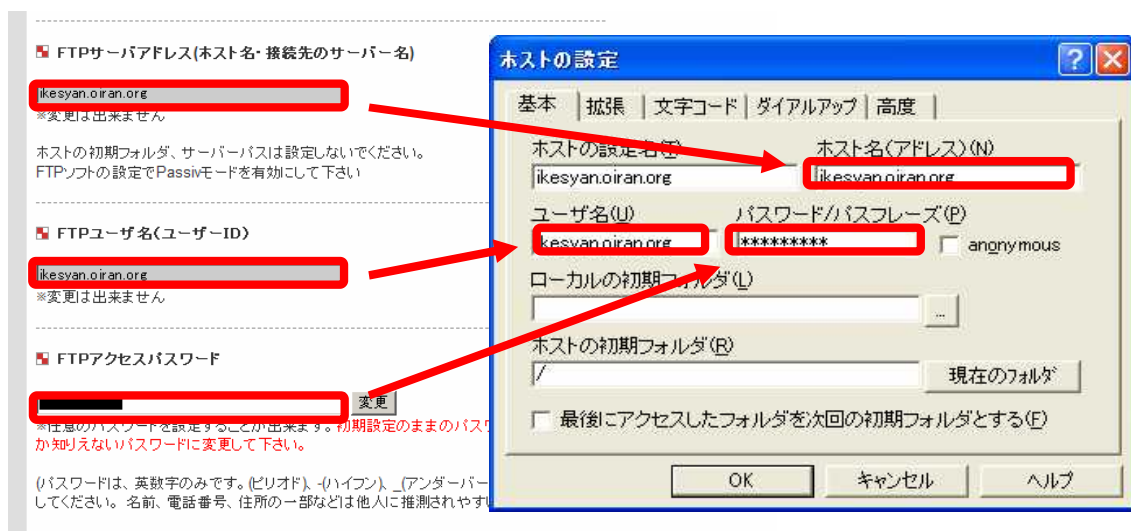 FTPサーバアドレス(ホスト名・接続先のサーバー名)
ikesyan.oiran.org
※変更は出来ません
ホストの初期フォルダ、サーバーパスは設定しないでください。
FTPソフトの設定でPassivモードを有効にして下さい
FTPユーザ名(ユーザーID)
ikesyan.oiran.org
※変更は出来ません
FTPアクセスパスワード
変更
※任意のパスワードを設定することが出来ます。初期設定のままのパスワ
か知りえないパスワードに変更して下さい。
(パスワードは、英数字のみです。(ピリオド)、-(ハイフン)、_(アンダーバー
してください。名前、電話番号、住所の一部などは他人に推測されやす
ホストの設定
基本 拡張 文字コード ダイアルアップ 高度
ホストの設定名(T) ホスト名(アドレス)(N)
ikesyan.oiran.org ikesyan.oiran.org
ユーザ名(U) パスワード/パスフレーズ(P)
ikesyan.oiran.org ********* anonymous
ローカルの初期フォルダ(L)
...
ホストの初期フォルダ(R)
/ 現在のフォルダ
最後にアクセスしたフォルダを次回の初期フォルダとする(F)
OK キャンセル ヘルプ